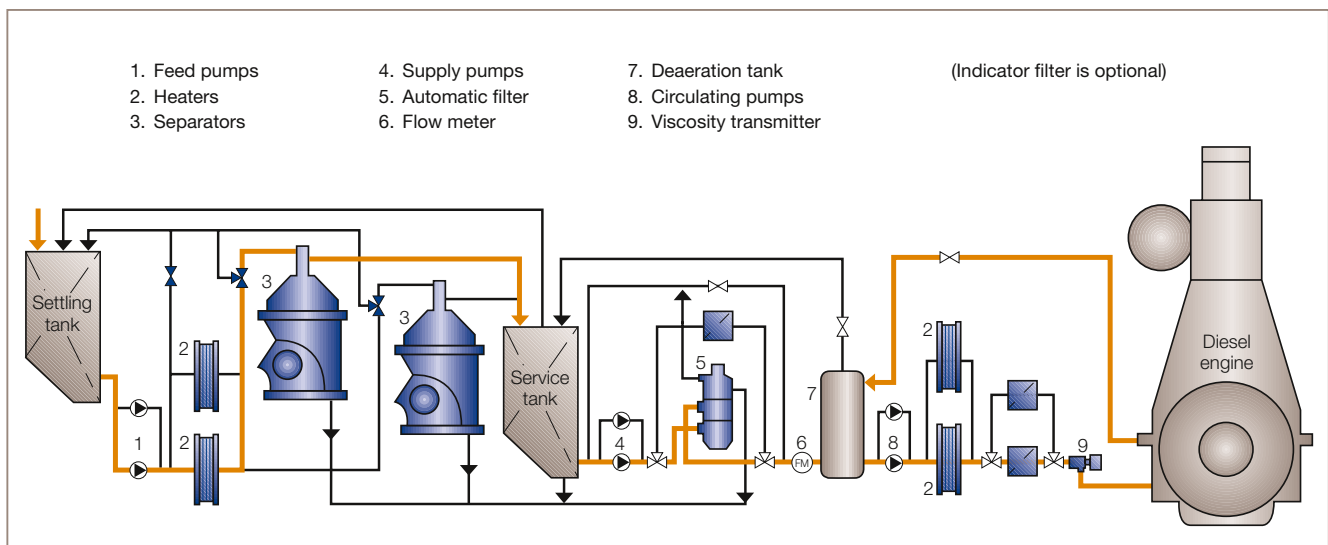 1. Feed pumps
2. Heaters
3. Separators
4. Supply pumps
5. Automatic filter
6. Flow meter
7. Deaeration tank
8. Circulating pumps
9. Viscosity transmitter
(Indicator filter is optional)
Settling
tank
1
2
2
3
3
Service
tank
4
5
6
FM
7
8
2
2
9
Diesel
engine